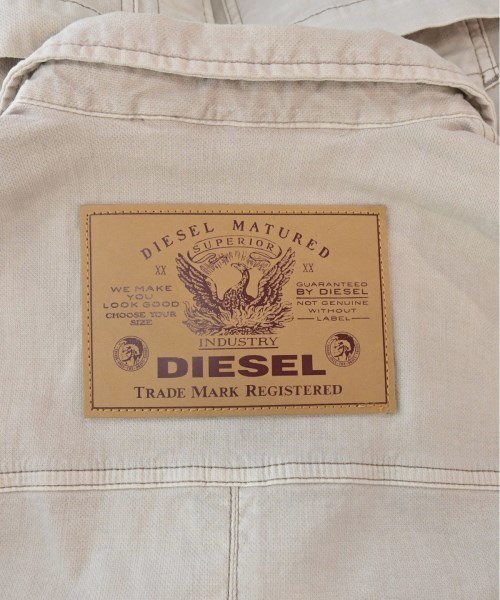 DIESEL MATURED
SUPERIOR
XX
XX
WE MAKE
YOU
LOOK GOOD
CHOOSE YOUR
SIZE
GUARANTEED
BY DIESEL
NOT GENUINE
WITHOUT
LABEL
INDUSTRY
DIESEL
TRADE MARK REGISTERED